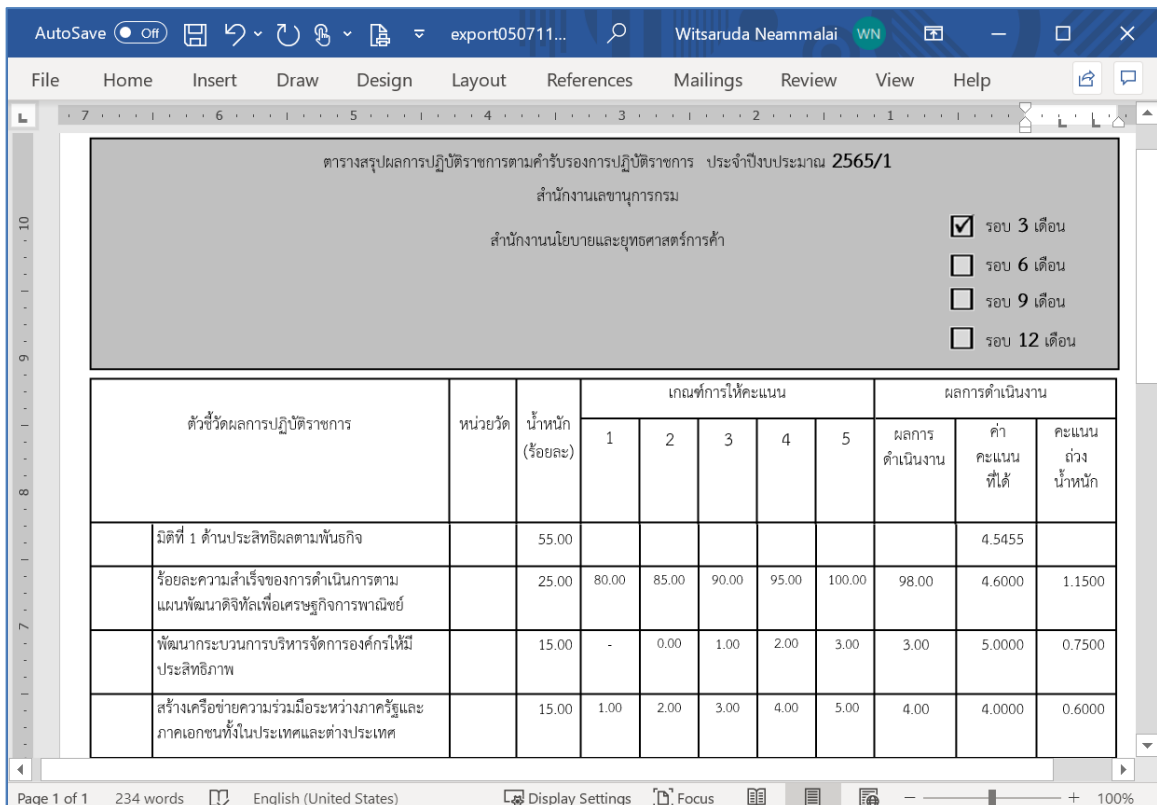 AutoSave Off export050711... Witsaruda Neammalai WN
File Home Insert Draw Design Layout References Mailings Review View Help
7 6 5 4 3 2 1
ตารางสรุปผลการปฏิบัติราชการตามคำรับรองการปฏิบัติราชการ ประจำปีงบประมาณ 2565/1
สำนักงานเลขานุการกรม
สำนักงานนโยบายและยุทธศาสตร์การค้า
รอบ 3 เดือน
รอบ 6 เดือน
รอบ 9 เดือน
รอบ 12 เดือน
10
9
8
7
เกณฑ์การให้คะแนน ผลการดำเนินงาน
ตัวชี้วัดผลการปฏิบัติราชการ หน่วยวัด น้ำหนัก
(ร้อยละ)
1 2 3 4 5 ผลการ
ดำเนินงาน
ค่า
คะแนน
ที่ได้
คะแนน
ถ่วง
น้ำหนัก
มิติที่ 1 ด้านประสิทธิผลตามพันธกิจ 55.00 4.5455
ร้อยละความสำเร็จของการดำเนินการตาม 25.00 80.00 85.00 90.00 95.00 100.00 98.00 4.6000 1.1500
แผนพัฒนาดิจิทัลเพื่อเศรษฐกิจการพาณิชย์
พัฒนากระบวนการบริหารจัดการองค์กรให้มี 15.00 - 0.00 1.00 2.00 3.00 3.00 5.0000 0.7500
ประสิทธิภาพ
สร้างเครือข่ายความร่วมมือระหว่างภาครัฐและ 15.00 1.00 2.00 3.00 4.00 5.00 4.00 4.0000 0.6000
ภาคเอกชนทั้งในประเทศและต่างประเทศ
Page 1 of 1 234 words English (United States) Display Settings Focus 100%